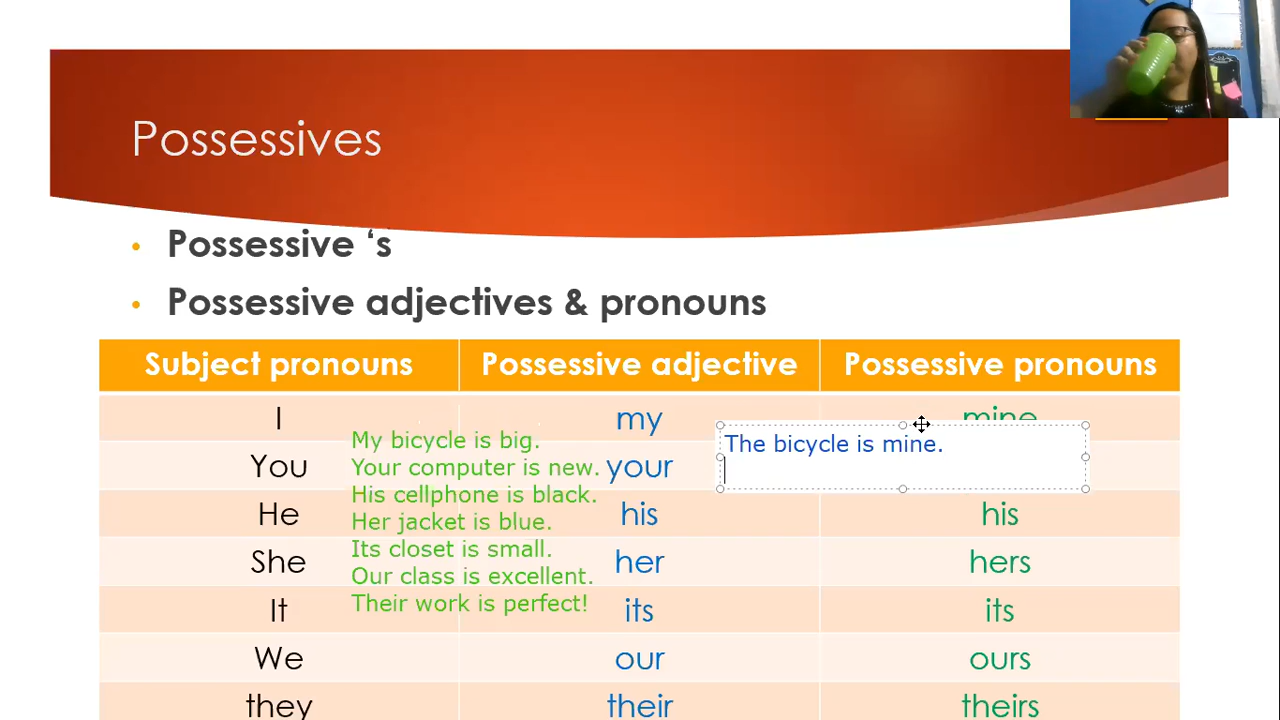 Possessives
• Possessive ‘s
• Possessive adjectives & pronouns
Subject pronouns Possessive adjective Possessive pronouns
I my mine
You your
He his his
She her hers
It its its
We our ours
they their theirs
My bicycle is big.
Your computer is new.
His cellphone is black.
Her jacket is blue.
Its closet is small.
Our class is excellent.
Their work is perfect!
The bicycle is mine.